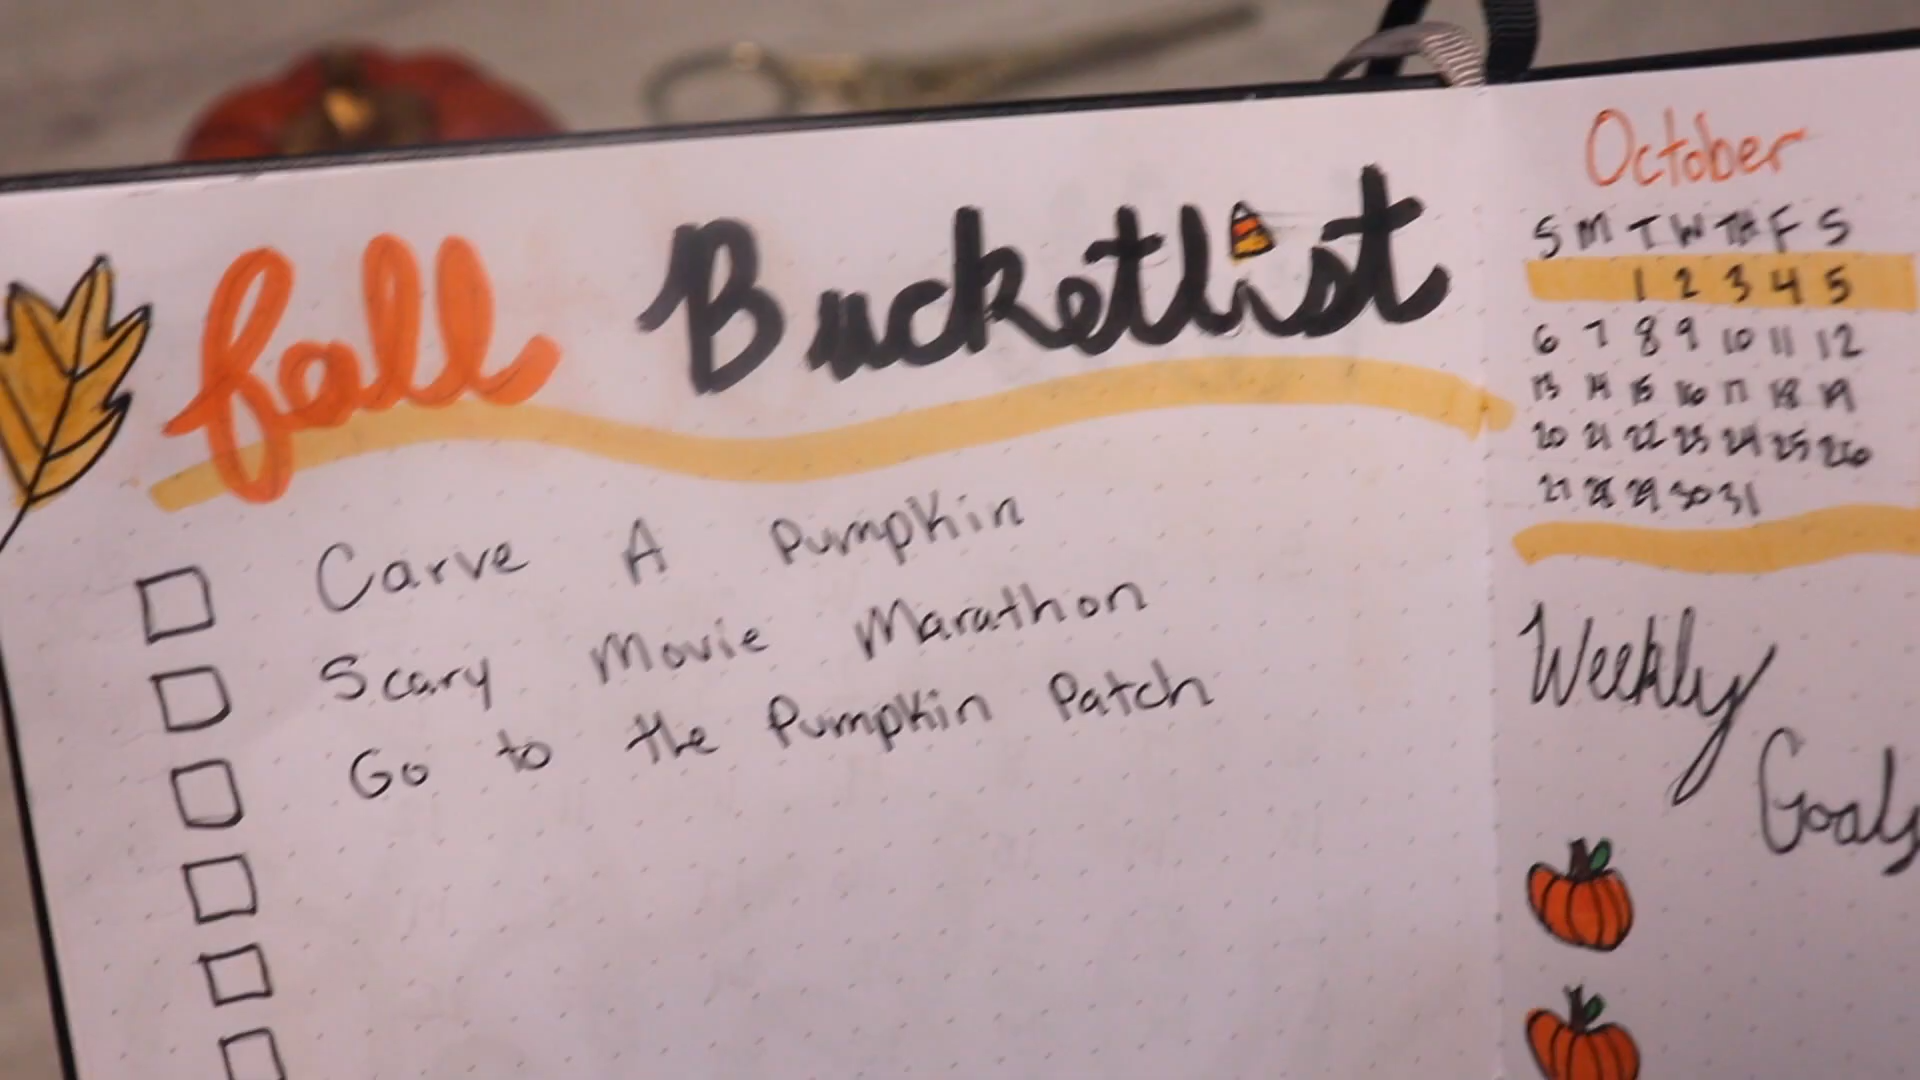 fall Bucketlist
Carve A Pumpkin
Scary Movie Marathon
Go to the Pumpkin Patch
October
S M T W TH F S
1 2 3 4 5
6 7 8 9 10 11 12
13 14 15 16 17 18 19
20 21 22 23 24 25 26
27 28 29 30 31
Weekly
Goals